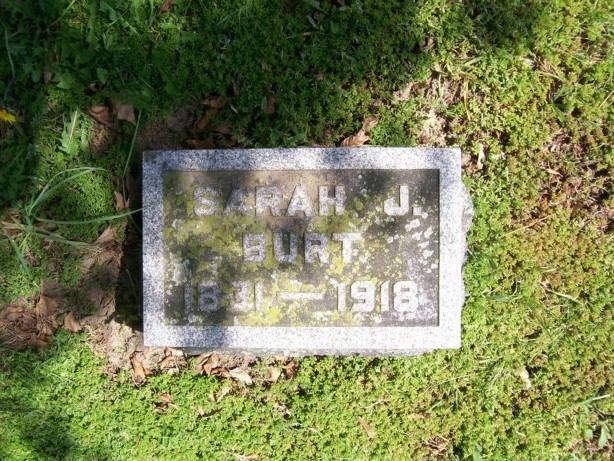 SARAH J.
BURT
1831 — 1918